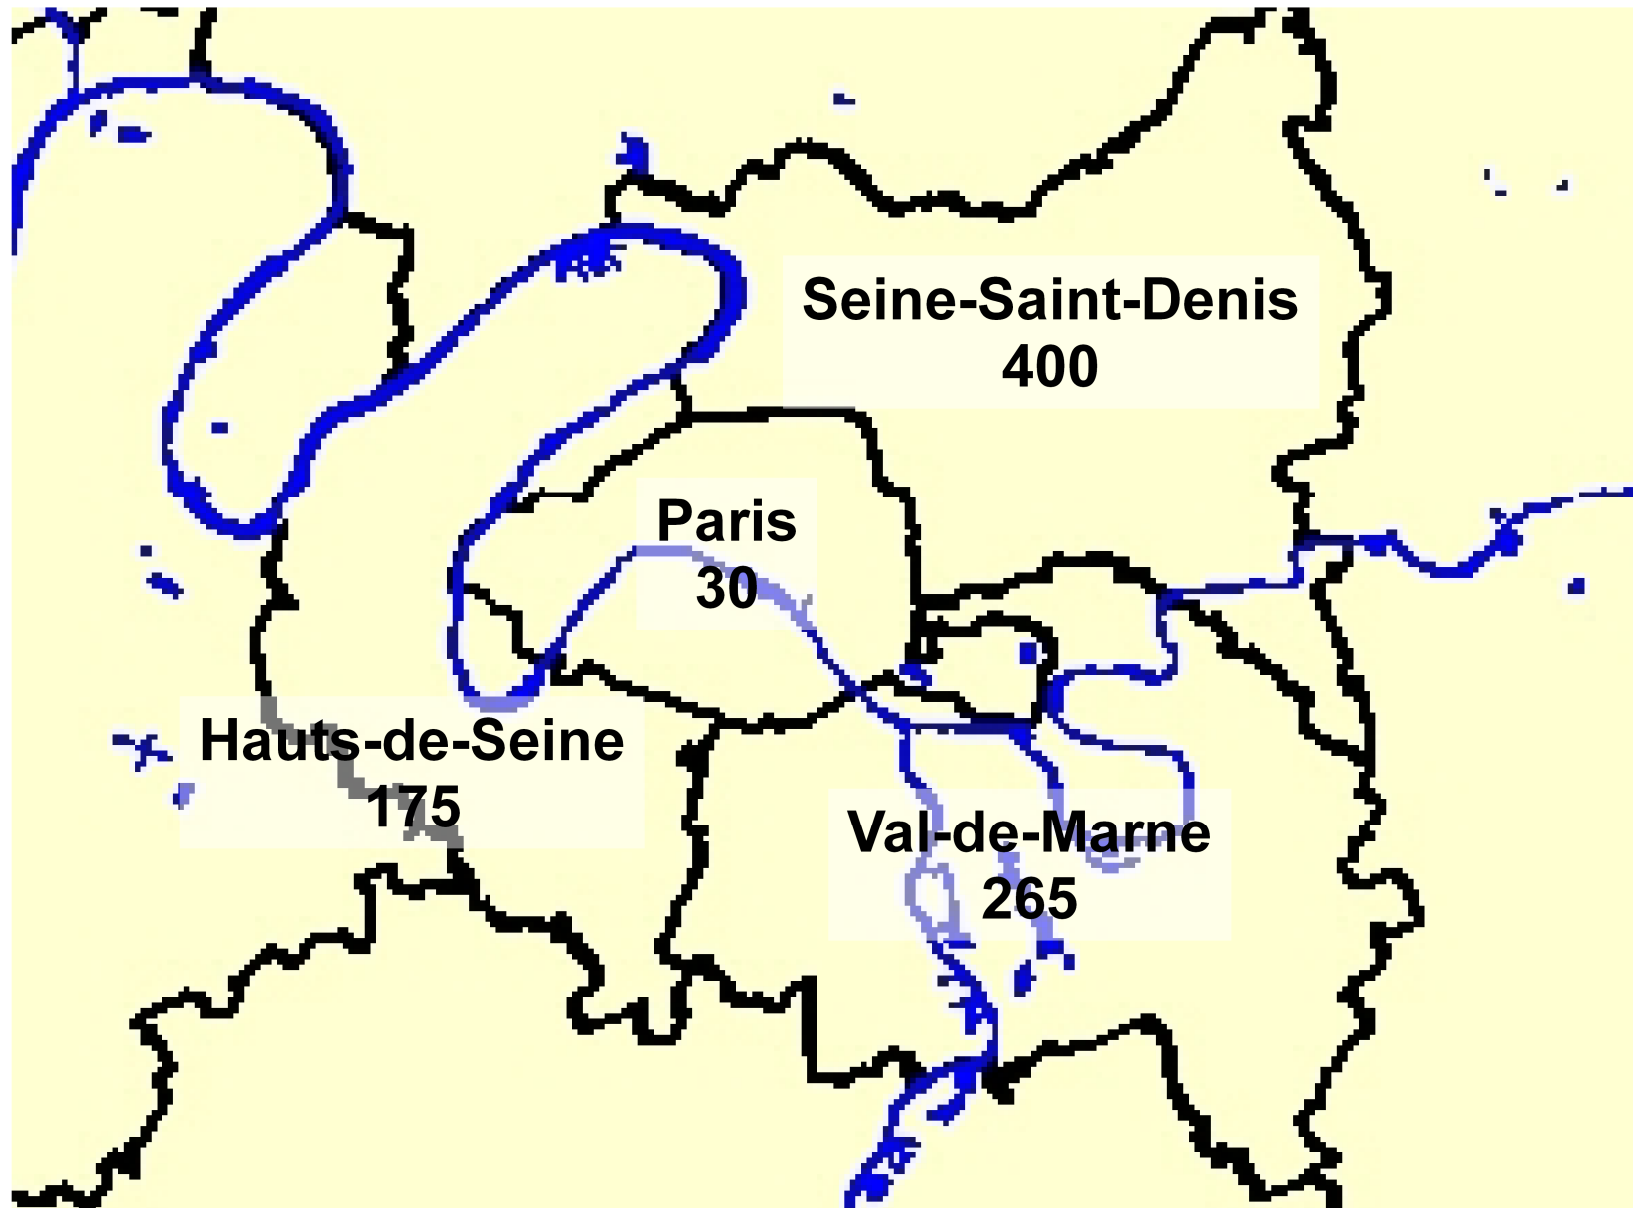 Seine-Saint-Denis
400
Paris
30
Hauts-de-Seine
175
Val-de-Marne
265